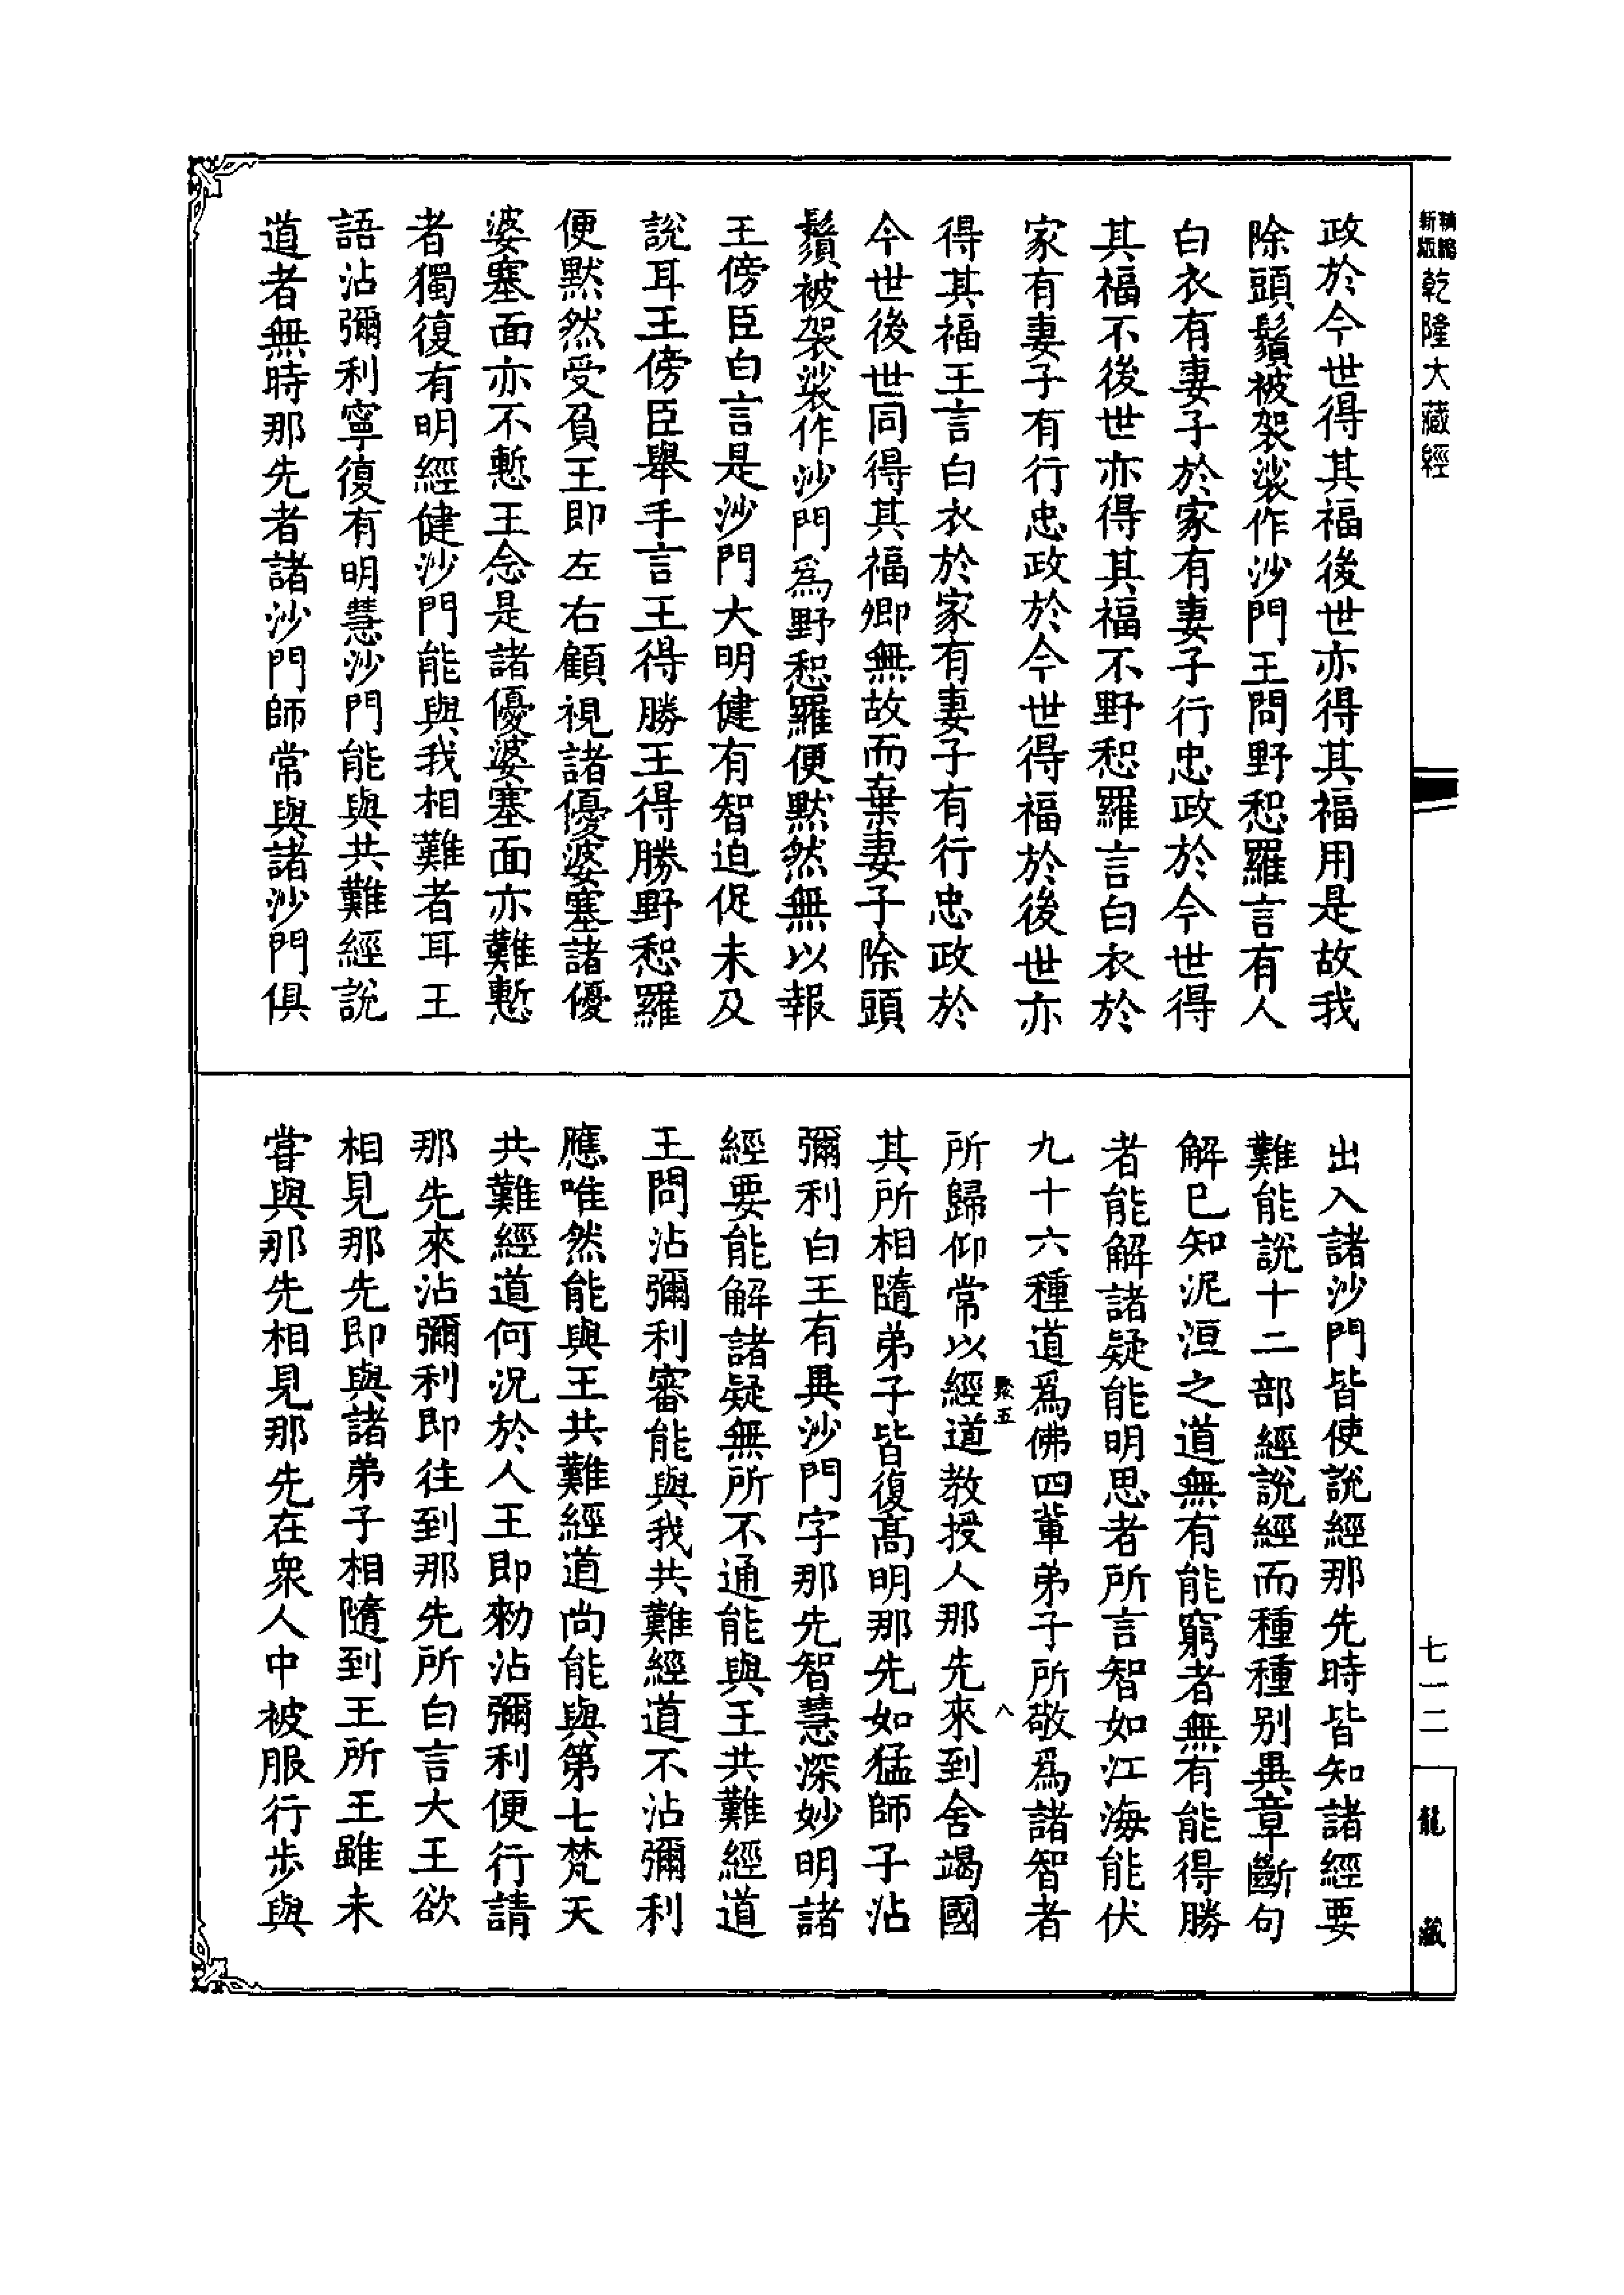 精縮新版乾隆大藏經
政於今世得其福後世亦得其福用是故我
除頭鬚被袈裟作沙門王問野惒羅言有人
白衣有妻子於家有妻子行忠政於今世得
其福不後世亦得其福不野惒羅言白衣於
家有妻子有行忠政於今世得福於後世亦
得其福王言白衣於家有妻子有行忠政於
今世後世同得其福卿無故而棄妻子除頭
鬚被袈裟作沙門為野惒羅便默然無以報
王傍臣白言是沙門大明健有智迫促未及
說耳王傍臣舉手言王得勝王得勝野惒羅
便默然受負王即左右顧視諸優婆塞諸優
婆塞面亦不慙王念是諸優婆塞面亦難慙
者獨復有明經健沙門能與我相難者耳王
語沾彌利寧復有明慧沙門能與共難經說
道者無時那先者諸沙門師常與諸沙門俱
出入諸沙門皆使說經那先時皆知諸經要
難能說十二部經說經而種種別異章斷句
解已知泥洹之道無有能窮者無有能得勝
者能解諸疑能明思者所言智如江海能伏
九十六種道為佛四輩弟子所敬為諸智者
所歸仰常以經道教授人那先來到舍竭國
聚五
八
其所相隨弟子皆復高明那先如猛師子沾
彌利白王有異沙門字那先智慧深妙明諸
經要能解諸疑無所不通能與王共難經道
王問沾彌利審能與我共難經道不沾彌利
應唯然能與王共難經道尚能與第七梵天
共難經道何況於人王即勑沾彌利便行請
那先來沾彌利即往到那先所白言大王欲
相見那先即與諸弟子相隨到王所王雖未
甞與那先相見那先在衆人中被服行步與
七一二
龍藏